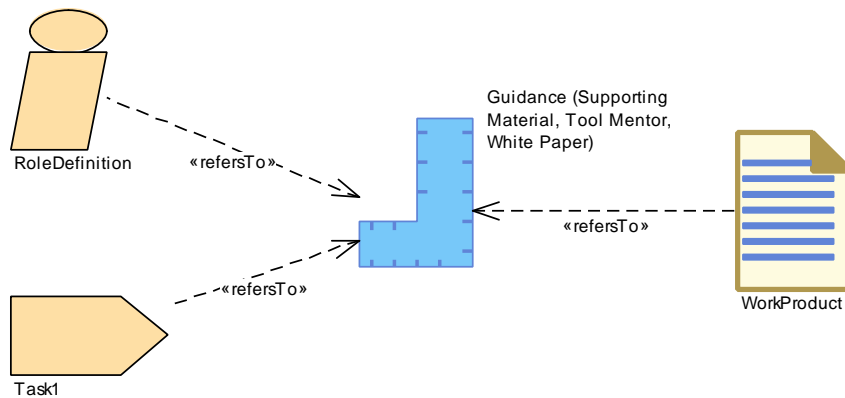 Guidance (Supporting
Material, Tool Mentor,
White Paper)
RoleDefinition
«refersTo»
«refersTo»
«refersTo»
WorkProduct
Task1